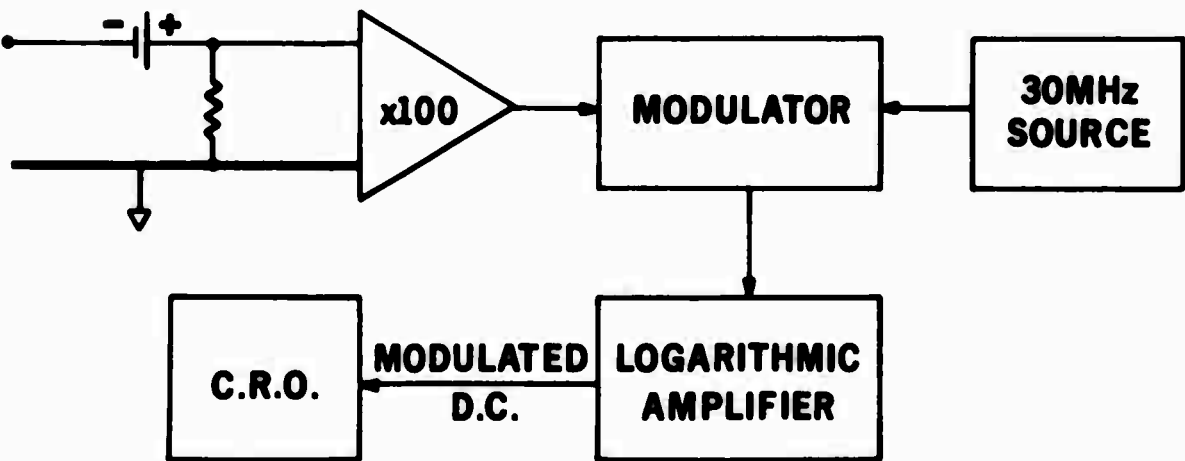 - +
x100
MODULATOR
30MHz
SOURCE
C.R.O.
MODULATED
D.C.
LOGARITHMIC
AMPLIFIER